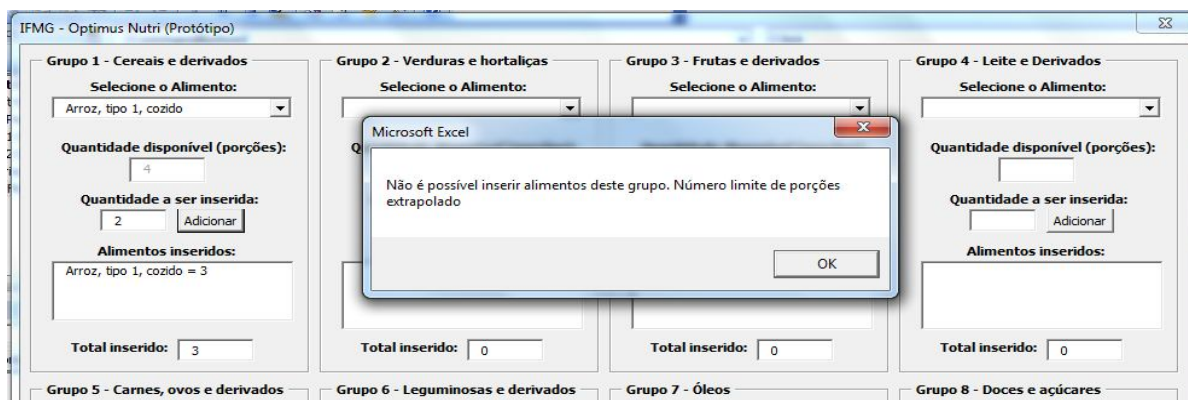 IFMG - Optimus Nutri (Protótipo)
Grupo 1 - Cereais e derivados
Selecione o Alimento:
Arroz, tipo 1, cozido
Quantidade disponível (porções):
4
Quantidade a ser inserida:
2
Adicionar
Alimentos inseridos:
Arroz, tipo 1, cozido = 3
Total inserido: 3
Grupo 2 - Verduras e hortaliças
Selecione o Alimento:
Total inserido: 0
Grupo 3 - Frutas e derivados
Selecione o Alimento:
Total inserido: 0
Grupo 4 - Leite e Derivados
Selecione o Alimento:
Quantidade disponível (porções):
Quantidade a ser inserida:
Adicionar
Alimentos inseridos:
Total inserido: 0
Microsoft Excel
Não é possível inserir alimentos deste grupo. Número limite de porções
extrapolado
OK
Grupo 5 - Carnes, ovos e derivados
Grupo 6 - Leguminosas e derivados
Grupo 7 - Óleos
Grupo 8 - Doces e açúcares